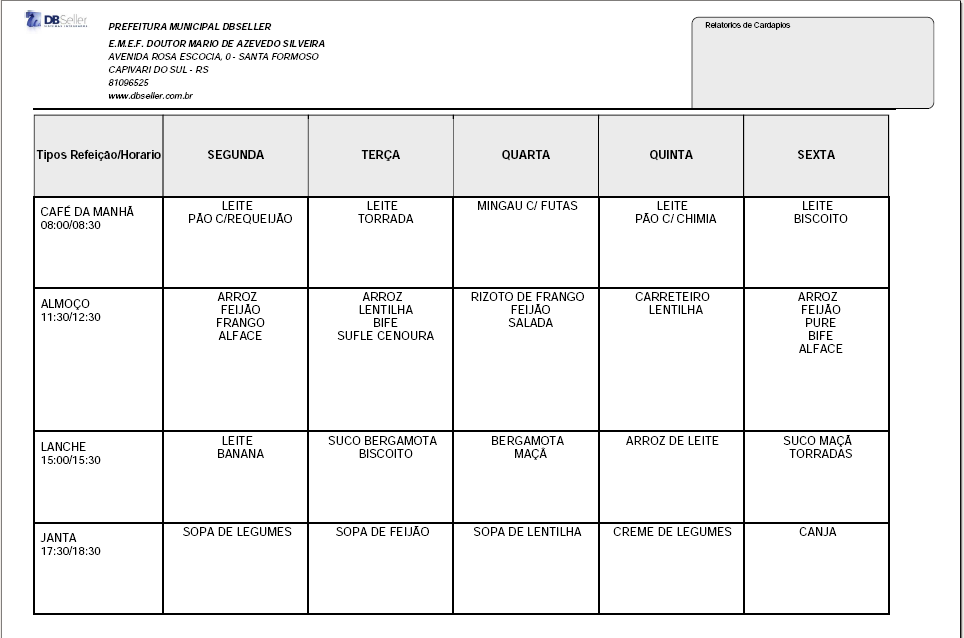 DBSeller
PREFEITURA MUNICIPAL DBSELLER
E.M.E.F. DOUTOR MARIO DE AZEVEDO SILVEIRA
AVENIDA ROSA ESCOCIA, 0 - SANTA FORMOSO
CAPIVARI DO SUL - RS
81096525
www.dbseller.com.br
Relatorios de Cardapios
Tipos Refeição/Horario SEGUNDA TERÇA QUARTA QUINTA SEXTA
CAFÉ DA MANHÃ
08:00/08:30
LEITE
PÃO C/REQUEIJÃO
LEITE
TORRADA
MINGAU C/ FUTAS
LEITE
PÃO C/ CHIMIA
LEITE
BISCOITO
ALMOÇO
11:30/12:30
ARROZ
FEIJÃO
FRANGO
ALFACE
ARROZ
LENTILHA
BIFE
SUFLE CENOURA
RIZOTO DE FRANGO
FEIJÃO
SALADA
CARRETEIRO
LENTILHA
ARROZ
FEIJÃO
PURE
BIFE
ALFACE
LANCHE
15:00/15:30
LEITE
BANANA
SUCO BERGAMOTA
BISCOITO
BERGAMOTA
MAÇÃ
ARROZ DE LEITE
SUCO MAÇÃ
TORRADAS
JANTA
17:30/18:30
SOPA DE LEGUMES
SOPA DE FEIJÃO
SOPA DE LENTILHA
CREME DE LEGUMES
CANJA